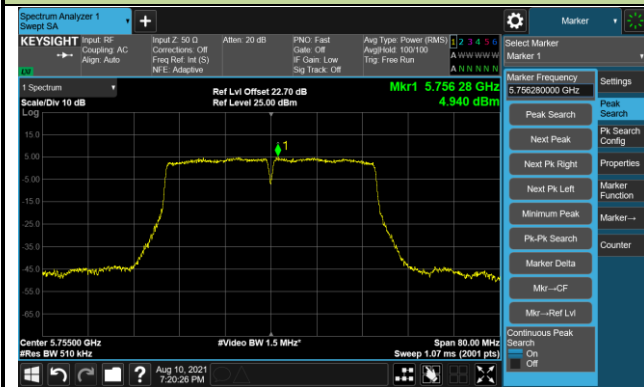 Spectrum Analyzer 1
Swept SA
+
Marker
KEYSIGHT
Input: RF
Coupling: AC
Align: Auto
Input Z: 50 Ω
Corrections: Off
Freq Ref: Int (S)
NFE: Adaptive
Atten: 20 dB
PNO: Fast
Gate: Off
IF Gain: Low
Sig Track: Off
Avg Type: Power (RMS)
Avg|Hold: 100/100
Trig: Free Run
1 2 3 4 5 6
A W W W W W
A N N N N N
Select Marker
Marker 1
1 Spectrum
Scale/Div 10 dB
Log
Ref Lvl Offset 22.70 dB
Ref Level 25.00 dBm
Mkr1 5.756 28 GHz
4.940 dBm
15.0
5.00
-5.00
-15.0
-25.0
-35.0
-45.0
-55.0
-65.0
1
Center 5.75500 GHz
#Res BW 510 kHz
#Video BW 1.5 MHz*
Span 80.00 MHz
Sweep 1.07 ms (2001 pts)
Marker Frequency
5.756280000 GHz
Peak Search
Next Peak
Next Pk Right
Next Pk Left
Minimum Peak
Pk-Pk Search
Marker Delta
Mkr→CF
Mkr→Ref Lvl
Continuous Peak
Search
On
Off
Settings
Peak
Search
Pk Search
Config
Properties
Marker
Function
Marker→
Counter
?
Aug 10, 2021
7:20:26 PM